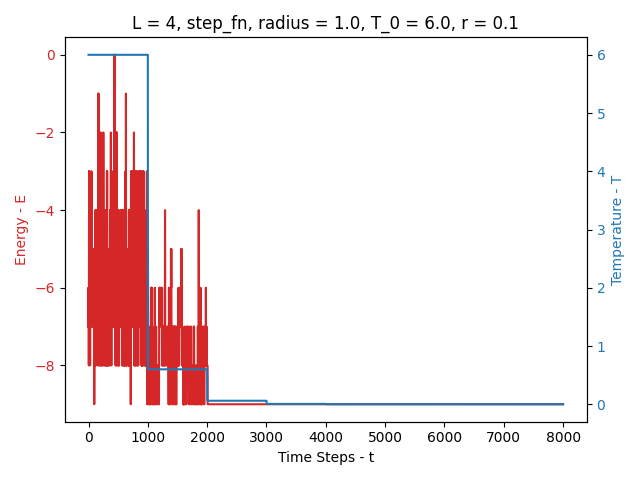 L = 4, step_fn, radius = 1.0, T_0 = 6.0, r = 0.1
Energy - E
0
−2
−4
−6
−8
6
5
4
3
2
1
0
Temperature - T
0 1000 2000 3000 4000 5000 6000 7000 8000
Time Steps - t